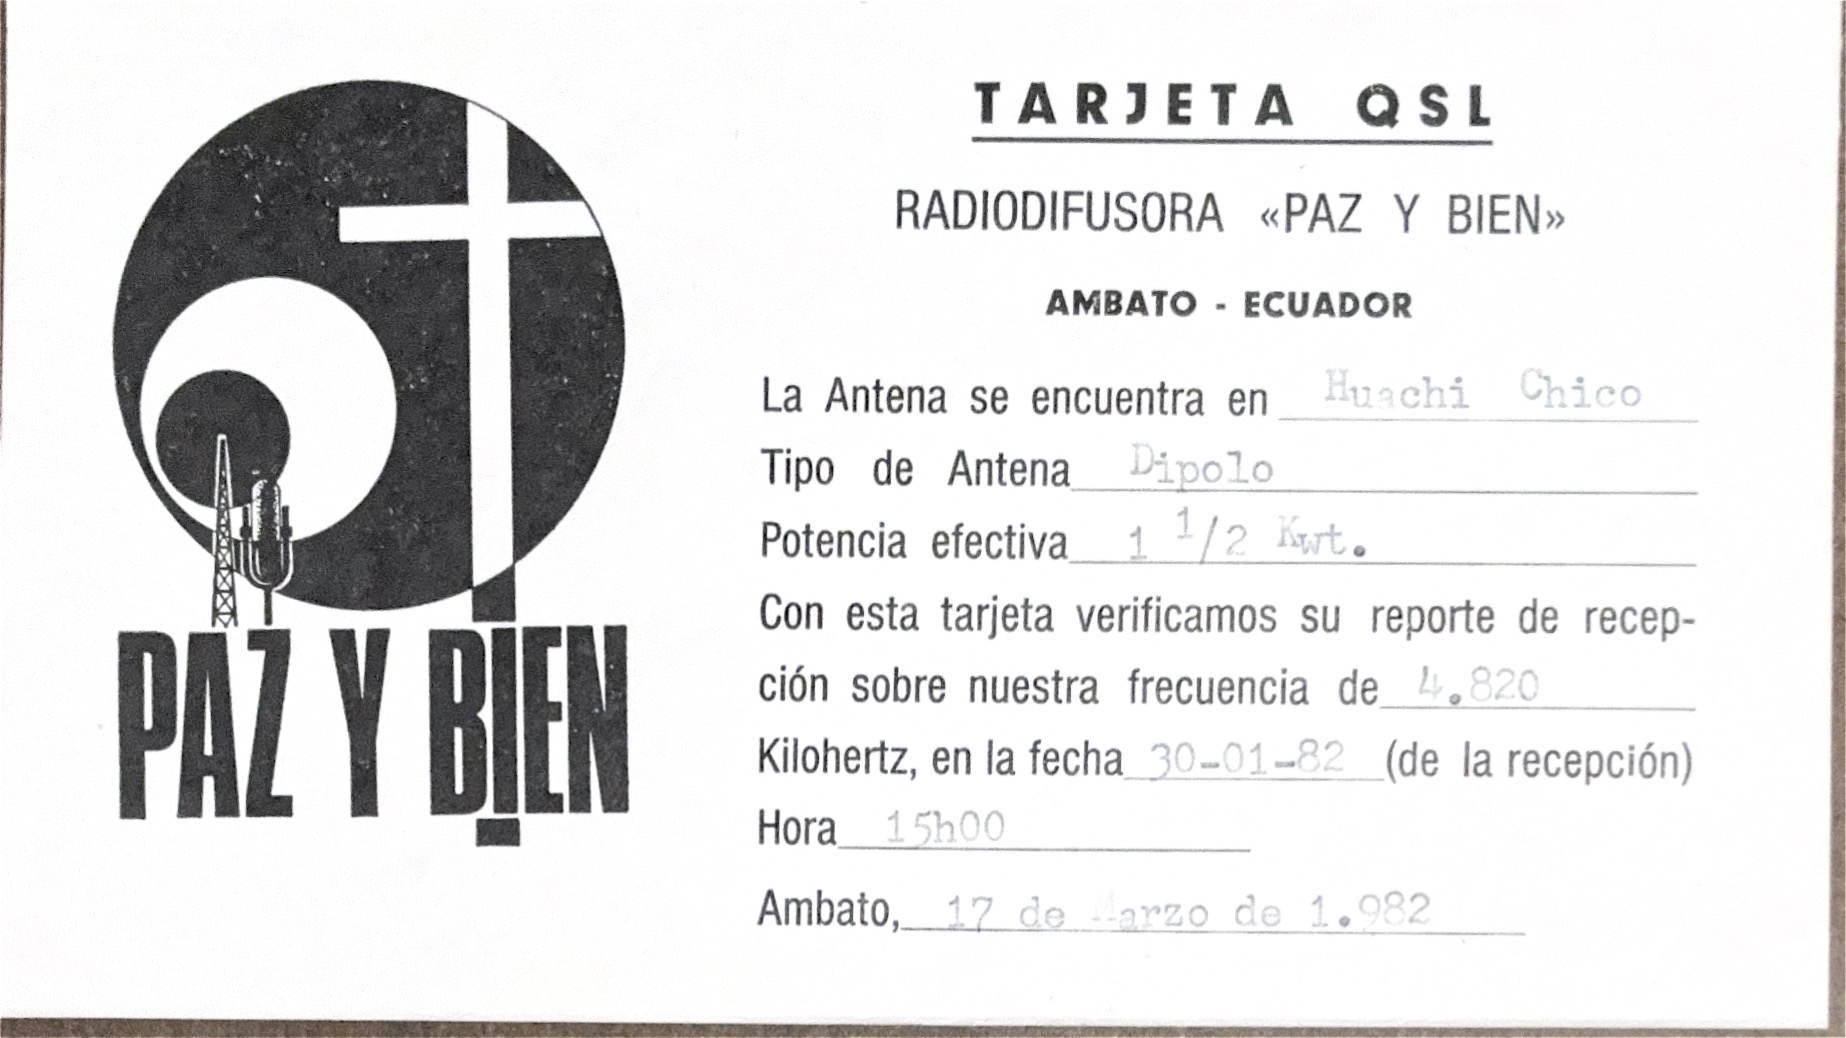 PAZ Y BIEN
TARJETA QSL
RADIODIFUSORA «PAZ Y BIEN»
AMBATO - ECUADOR
La Antena se encuentra en Huachi Chico
Tipo de Antena Dipolo
Potencia efectiva 1 1/2 Kwt.
Con esta tarjeta verificamos su reporte de recep-
ción sobre nuestra frecuencia de 4.820
Kilohertz, en la fecha 30-01-82 (de la recepción)
Hora 15h00
Ambato, 17 de Marzo de 1.982